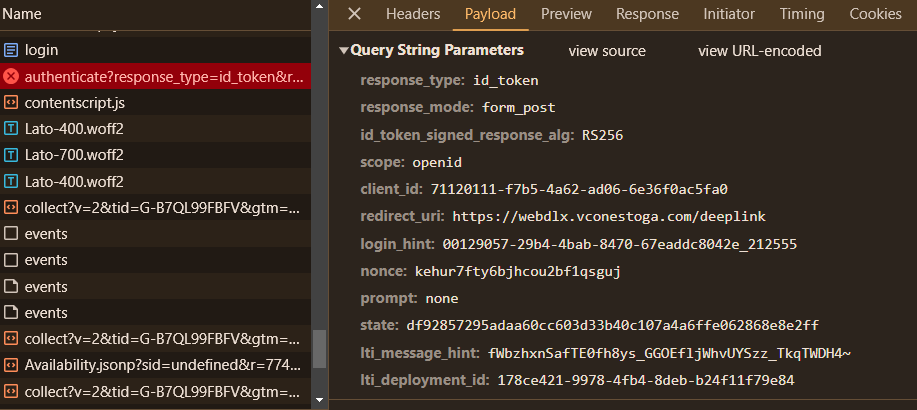 Name
login
authenticate?response_type=id_token&r...
contentscript.js
Lato-400.woff2
Lato-700.woff2
Lato-400.woff2
collect?v=2&tid=G-B7QL99FBFV&gtm=...
events
events
events
events
collect?v=2&tid=G-B7QL99FBFV&gtm=...
Availability.jsonp?sid=undefined&r=774...
collect?v=2&tid=G-B7QL99FBFV&gtm=...
Headers Payload Preview Response Initiator Timing Cookies
Query String Parameters view source view URL-encoded
response_type: id_token
response_mode: form_post
id_token_signed_response_alg: RS256
scope: openid
client_id: 71120111-f7b5-4a62-ad06-6e36f0ac5fa0
redirect_uri: https://webdlx.vconestoga.com/deeplink
login_hint: 00129057-29b4-4bab-8470-67eaddc8042e_212555
nonce: kehur7fty6bjhcou2bf1qsguj
prompt: none
state: df92857295adaa60cc603d33b40c107a4a6ffe062868e8e2ff
lti_message_hint: fWbzhxnSafTE0fh8ys_GGOEfljWhvUYSzz_TkqTWDH4~
lti_deployment_id: 178ce421-9978-4fb4-8deb-b24f11f79e84